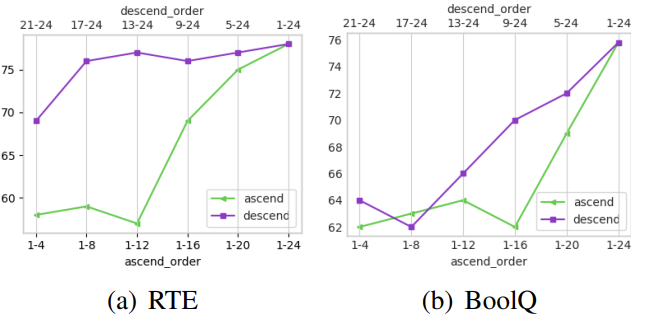 descend_order
21-24 17-24 13-24 9-24 5-24 1-24
75
70
65
60
ascend
descend
1-4 1-8 1-12 1-16 1-20 1-24
ascend_order
(a) RTE
descend_order
21-24 17-24 13-24 9-24 5-24 1-24
76
74
72
70
68
66
64
62
ascend
descend
1-4 1-8 1-12 1-16 1-20 1-24
ascend_order
(b) BoolQ